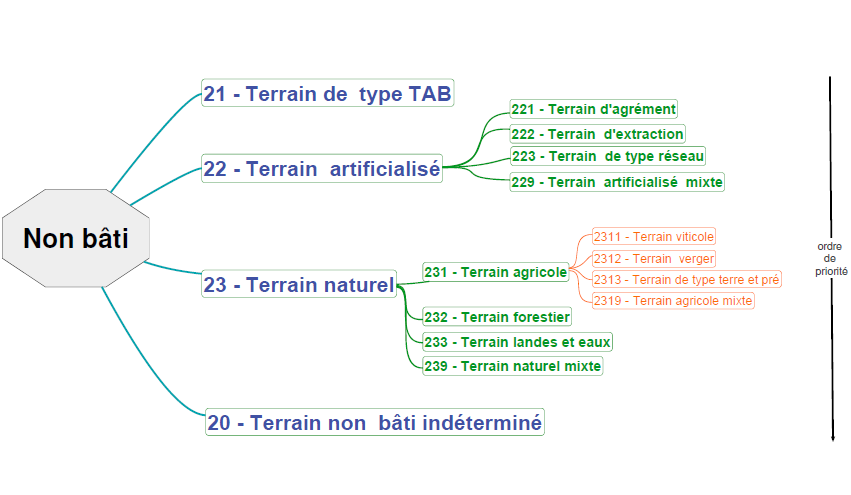 21 - Terrain de type TAB
221 - Terrain d'agrément
222 - Terrain d'extraction
223 - Terrain de type réseau
22 - Terrain artificialisé
229 - Terrain artificialisé mixte
Non bâti
2311 - Terrain viticole
ordre
de
priorité
2312 - Terrain verger
231 - Terrain agricole
2313 - Terrain de type terre et pré
23 - Terrain naturel
2319 - Terrain agricole mixte
232 - Terrain forestier
233 - Terrain landes et eaux
239 - Terrain naturel mixte
20 - Terrain non bâti indéterminé